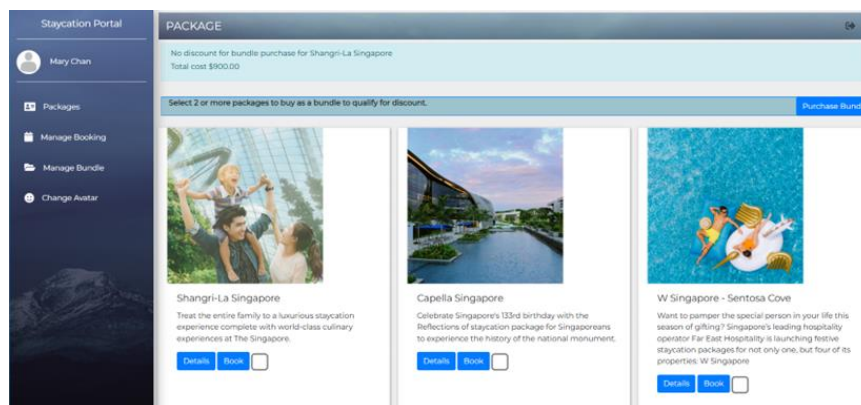 Staycation Portal
Mary Chan
Packages
Manage Booking
Manage Bundle
Change Avatar
PACKAGE
No discount for bundle purchase for Shangri-La Singapore
Total cost $900.00
Select 2 or more packages to buy as a bundle to qualify for discount.
Purchase Bund
Shangri-La Singapore
Treat the entire family to a luxurious staycation
experience complete with world-class culinary
experiences at The Singapore.
Details Book
Capella Singapore
Celebrate Singapore's 133rd birthday with the
Reflections of staycation package for Singaporeans
to experience the history of the national monument.
Details Book
W Singapore - Sentosa Cove
Want to pamper the special person in your life this
season of gifting? Singapore's leading hospitality
operator Far East Hospitality is launching festive
staycation packages for not only one, but four of its
properties: W Singapore
Details Book